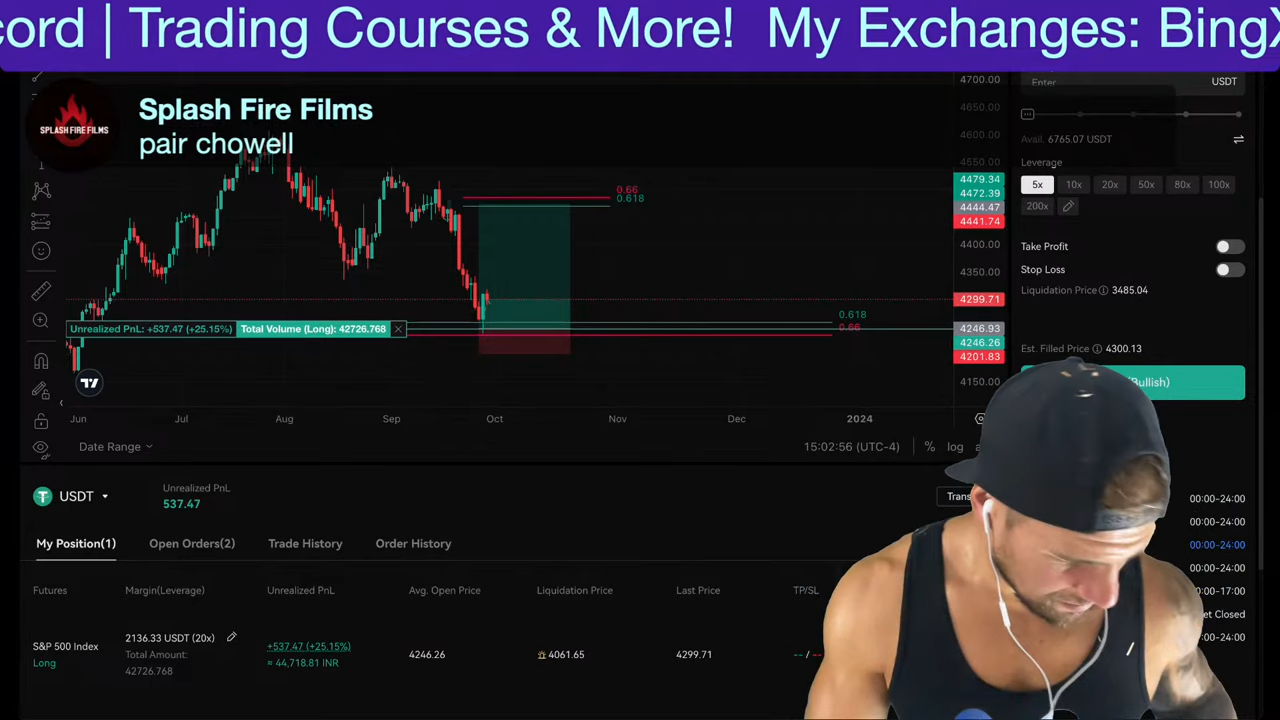 cord | Trading Courses & More! My Exchanges: BingX
Splash Fire Films
pair chowell
SPLASH FIRE FILMS
0.66
0.618
0.618
0.66
Unrealized PnL: +537.47 (+25.15%) Total Volume (Long): 42726.768
4700.00
4650.00
4600.00
4550.00
4479.34
4472.39
4444.47
4441.74
4400.00
4350.00
4299.71
4246.93
4246.26
4201.83
4150.00
Jun Jul Aug Sep Oct Nov Dec 2024
Date Range
15:02:56 (UTC-4) % log
Enter USDT
Avail. 6765.07 USDT
Leverage
5x 10x 20x 50x 80x 100x
200x
Take Profit
Stop Loss
Liquidation Price 3485.04
Est. Filled Price 4300.13
(Bullish)
00:00-24:00
00:00-24:00
00:00-24:00
00:00-24:00
00-17:00
et Closed
00-24:00
USDT
Unrealized PnL
537.47
Trans
My Position(1) Open Orders(2) Trade History Order History
Futures Margin(Leverage) Unrealized PnL Avg. Open Price Liquidation Price Last Price TP/SL
S&P 500 Index
Long
2136.33 USDT (20x)
Total Amount:
42726.768
+537.47 (+25.15%)
≈ 44,718.81 INR
4246.26
4061.65
4299.71
-- / --